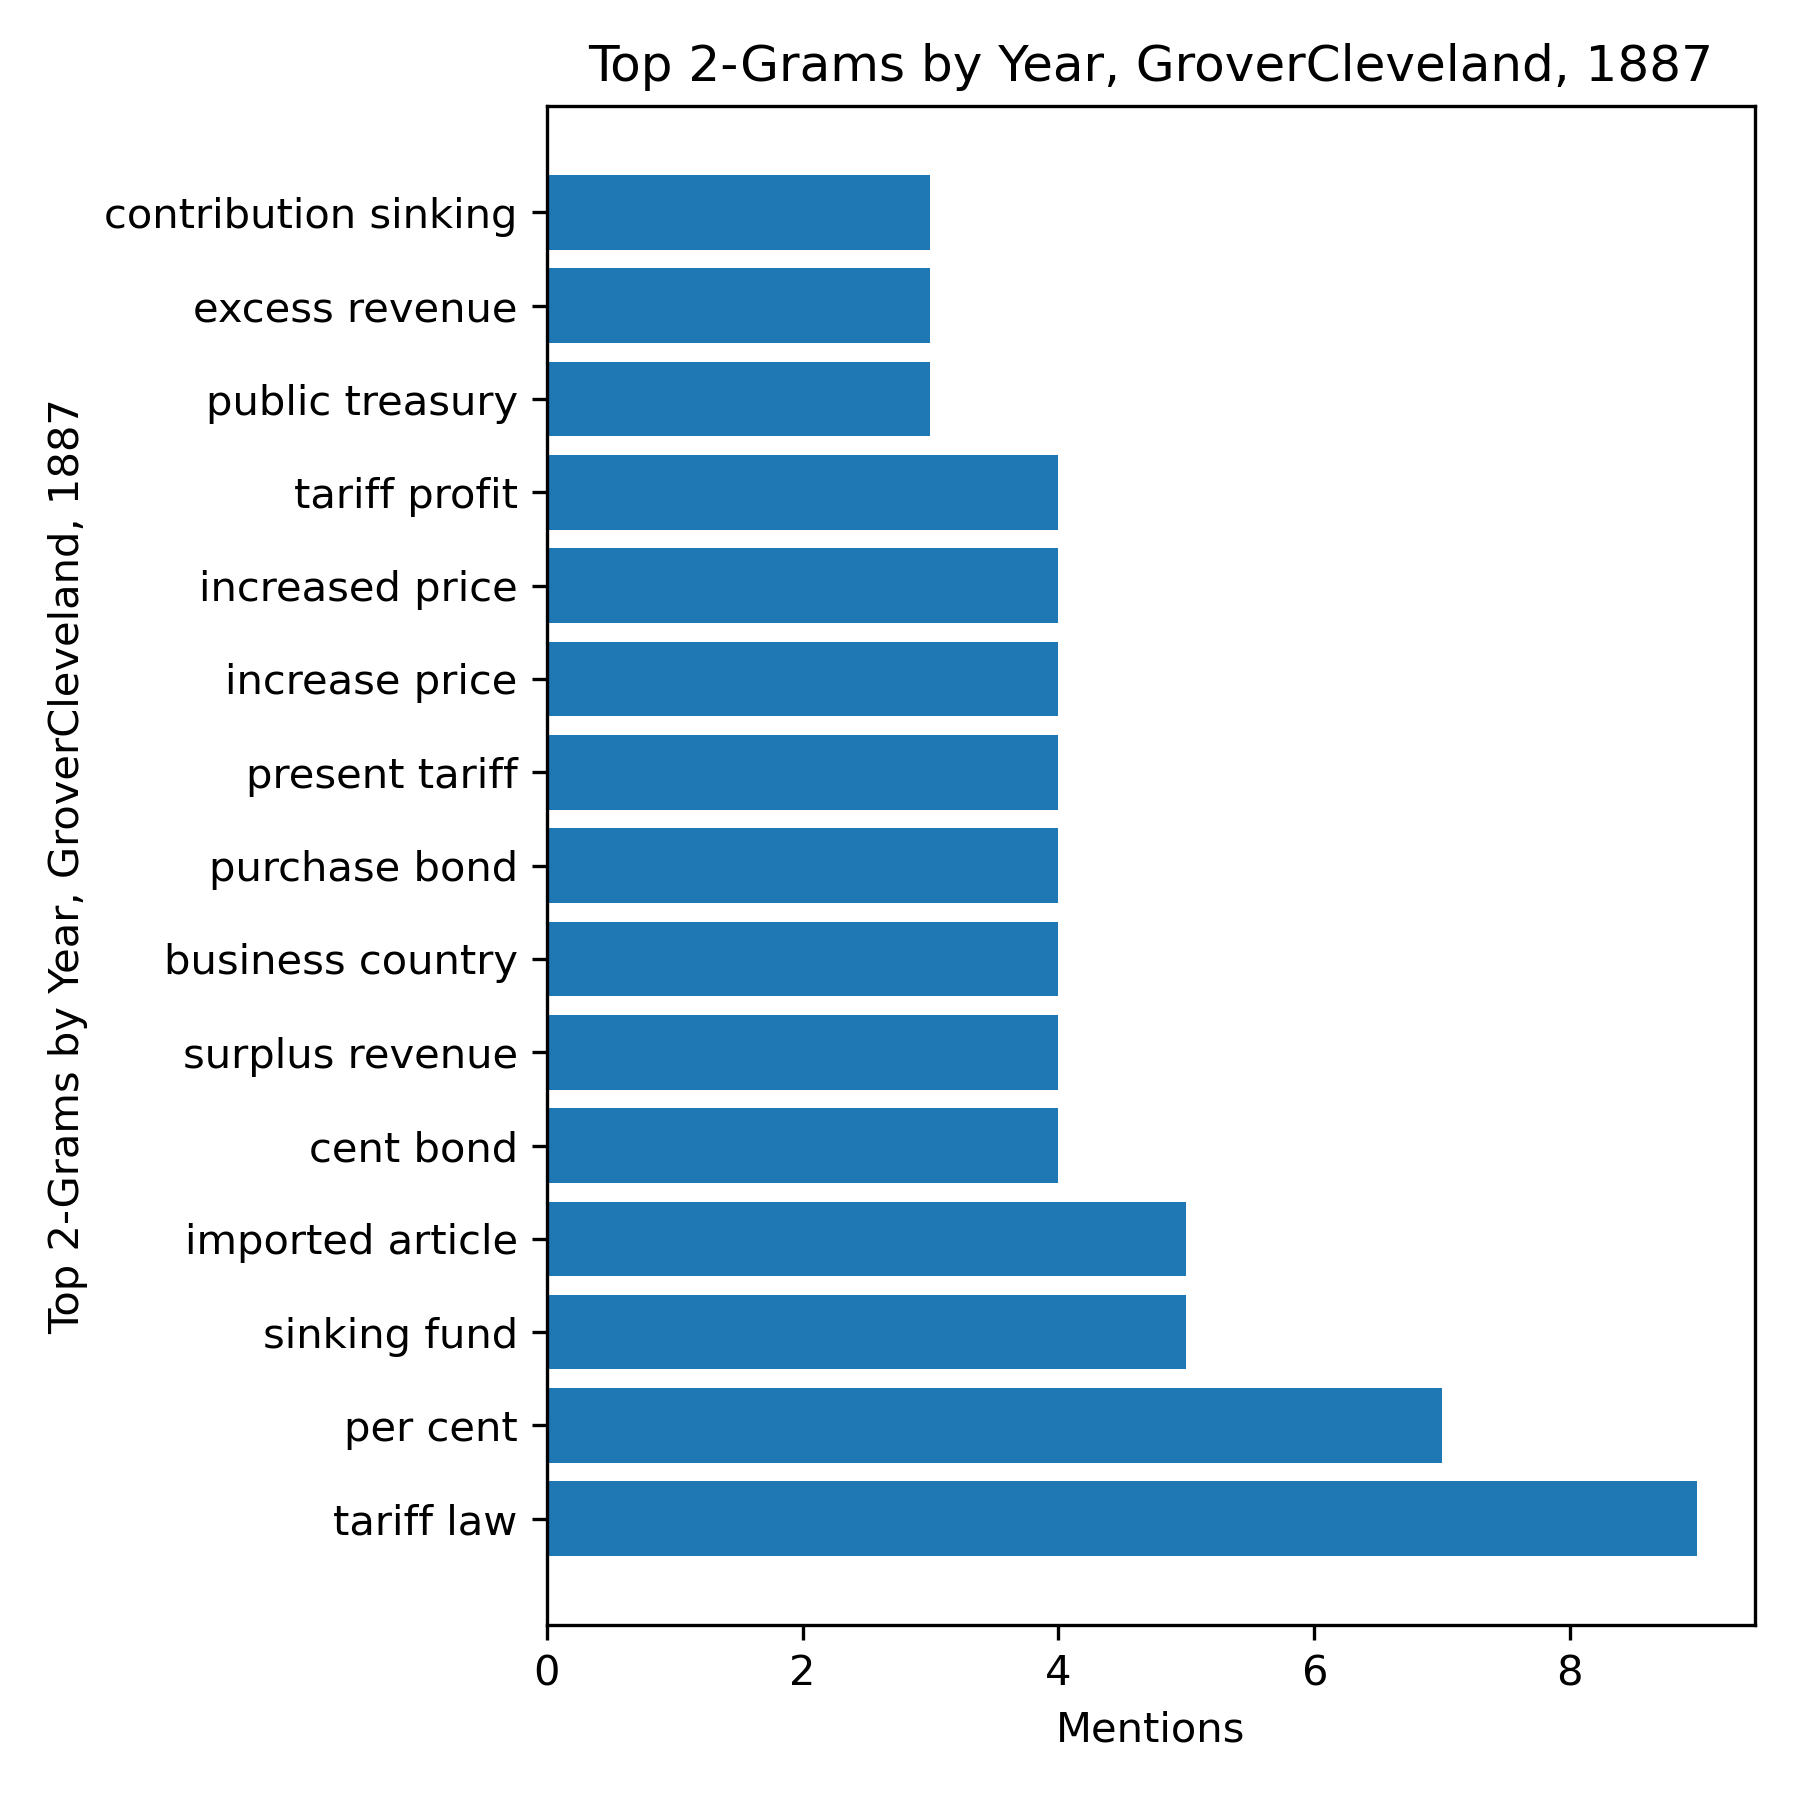 Top 2-Grams by Year, GroverCleveland, 1887
Top 2-Grams by Year, GroverCleveland, 1887
contribution sinking
excess revenue
public treasury
tariff profit
increased price
increase price
present tariff
purchase bond
business country
surplus revenue
cent bond
imported article
sinking fund
per cent
tariff law
0 2 4 6 8
Mentions